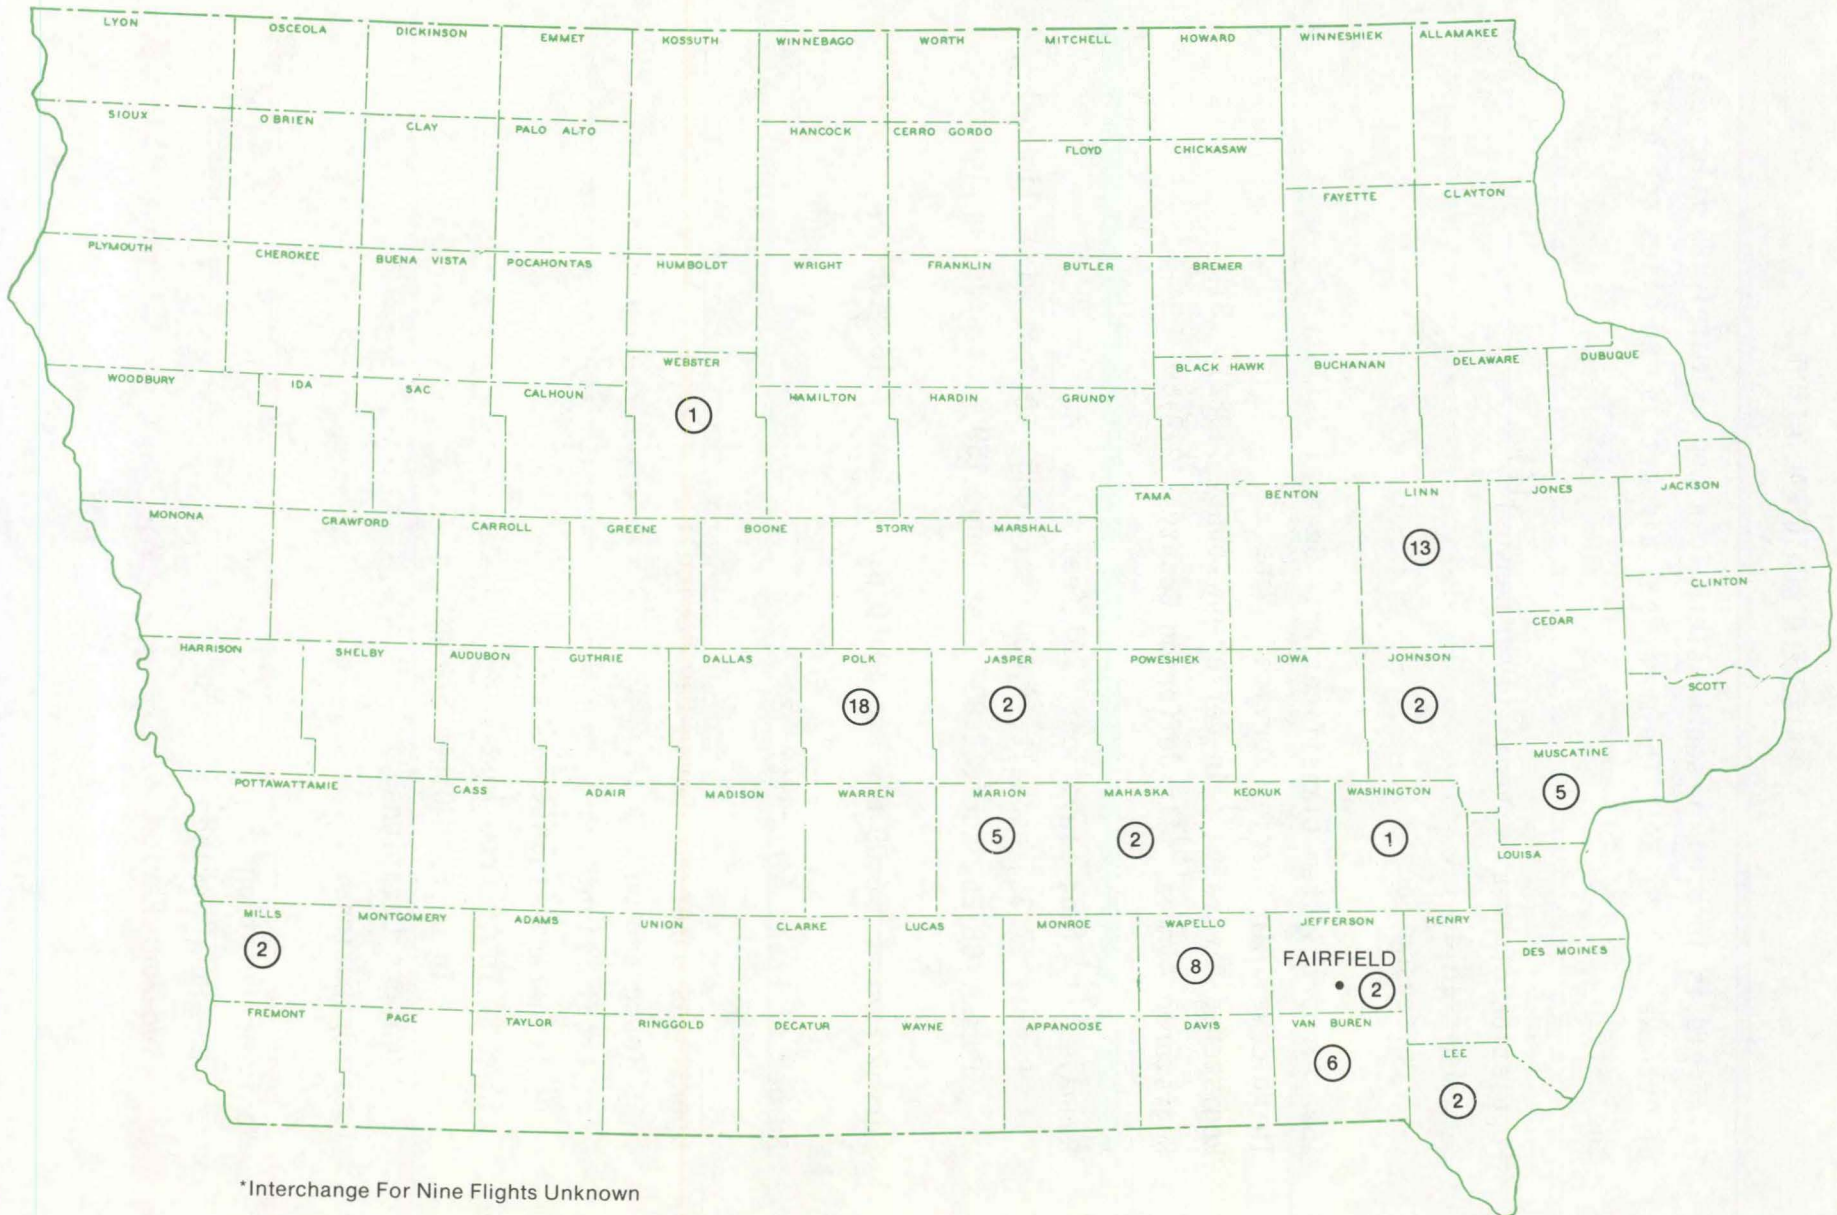 LYON OSCEOLA DICKINSON EMMET KOSSUTH WINNEBAGO WORTH MITCHELL HOWARD WINNESHIEK ALLAMAKEE
SIOUX O BRIEN CLAY PALO ALTO HANCOCK CERRO GORDO FLOYD CHICKASAW
FAYETTE CLAYTON
PLYMOUTH CHEROKEE BUENA VISTA POCAHONTAS HUMBOLDT WRIGHT FRANKLIN BUTLER BREMER
WEBSTER BLACK HAWK BUCHANAN DELAWARE DUBUQUE
WOODBURY IDA SAC CALHOUN HAMILTON HARDIN GRUNDY
1
TAMA BENTON LINN JONES JACKSON
MONONA CRAWFORD CARROLL GREENE BOONE STORY MARSHALL
13
CLINTON
CEDAR
HARRISON SHELBY AUDUBON GUTHRIE DALLAS POLK JASPER POWESHIEK IOWA JOHNSON
SCOTT
18 2 2
MUSCATINE
POTTAWATTAMIE CASS ADAIR MADISON WARREN MARION MAHASKA KEOKUK WASHINGTON
5
5 2 1
LOUISA
MILLS MONTGOMERY ADAMS UNION CLARKE LUCAS MONROE WAPELLO JEFFERSON HENRY
2
DES MOINES
FAIRFIELD
8
2
FREMONT PAGE TAYLOR RINGGOLD DECATUR WAYNE APPANOOSE DAVIS VAN BUREN
LEE
6
2
*Interchange For Nine Flights Unknown